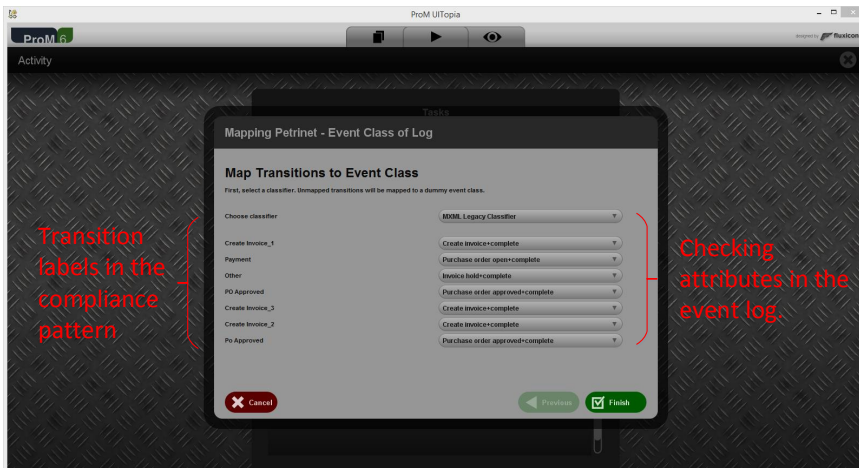 ProM UITopia
ProM 6
designed by fluxicon
Activity
Tasks
Mapping Petrinet - Event Class of Log
Map Transitions to Event Class
First, select a classifier. Unmapped transitions will be mapped to a dummy event class.
Choose classifier MXML Legacy Classifier
Create Invoice_1 Create invoice+complete
Payment Purchase order open+complete
Other Invoice hold+complete
PO Approved Purchase order approved+complete
Create Invoice_3 Create invoice+complete
Create Invoice_2 Create invoice+complete
Po Approved Purchase order approved+complete
Transition
labels in the
compliance
pattern
Checking
attributes in the
event log.
Cancel
Previous
Finish